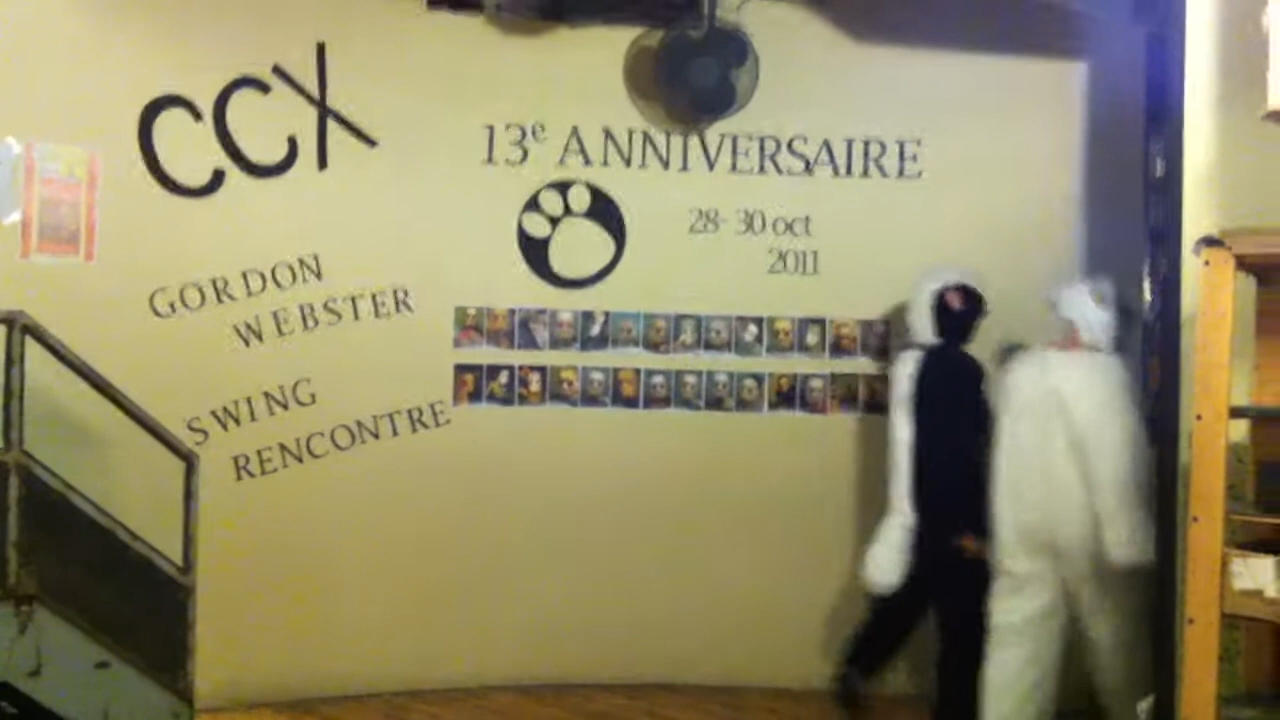 CCX
13e ANNIVERSAIRE
28-30 oct
2011
GORDON
WEBSTER
SWING
RENCONTRE